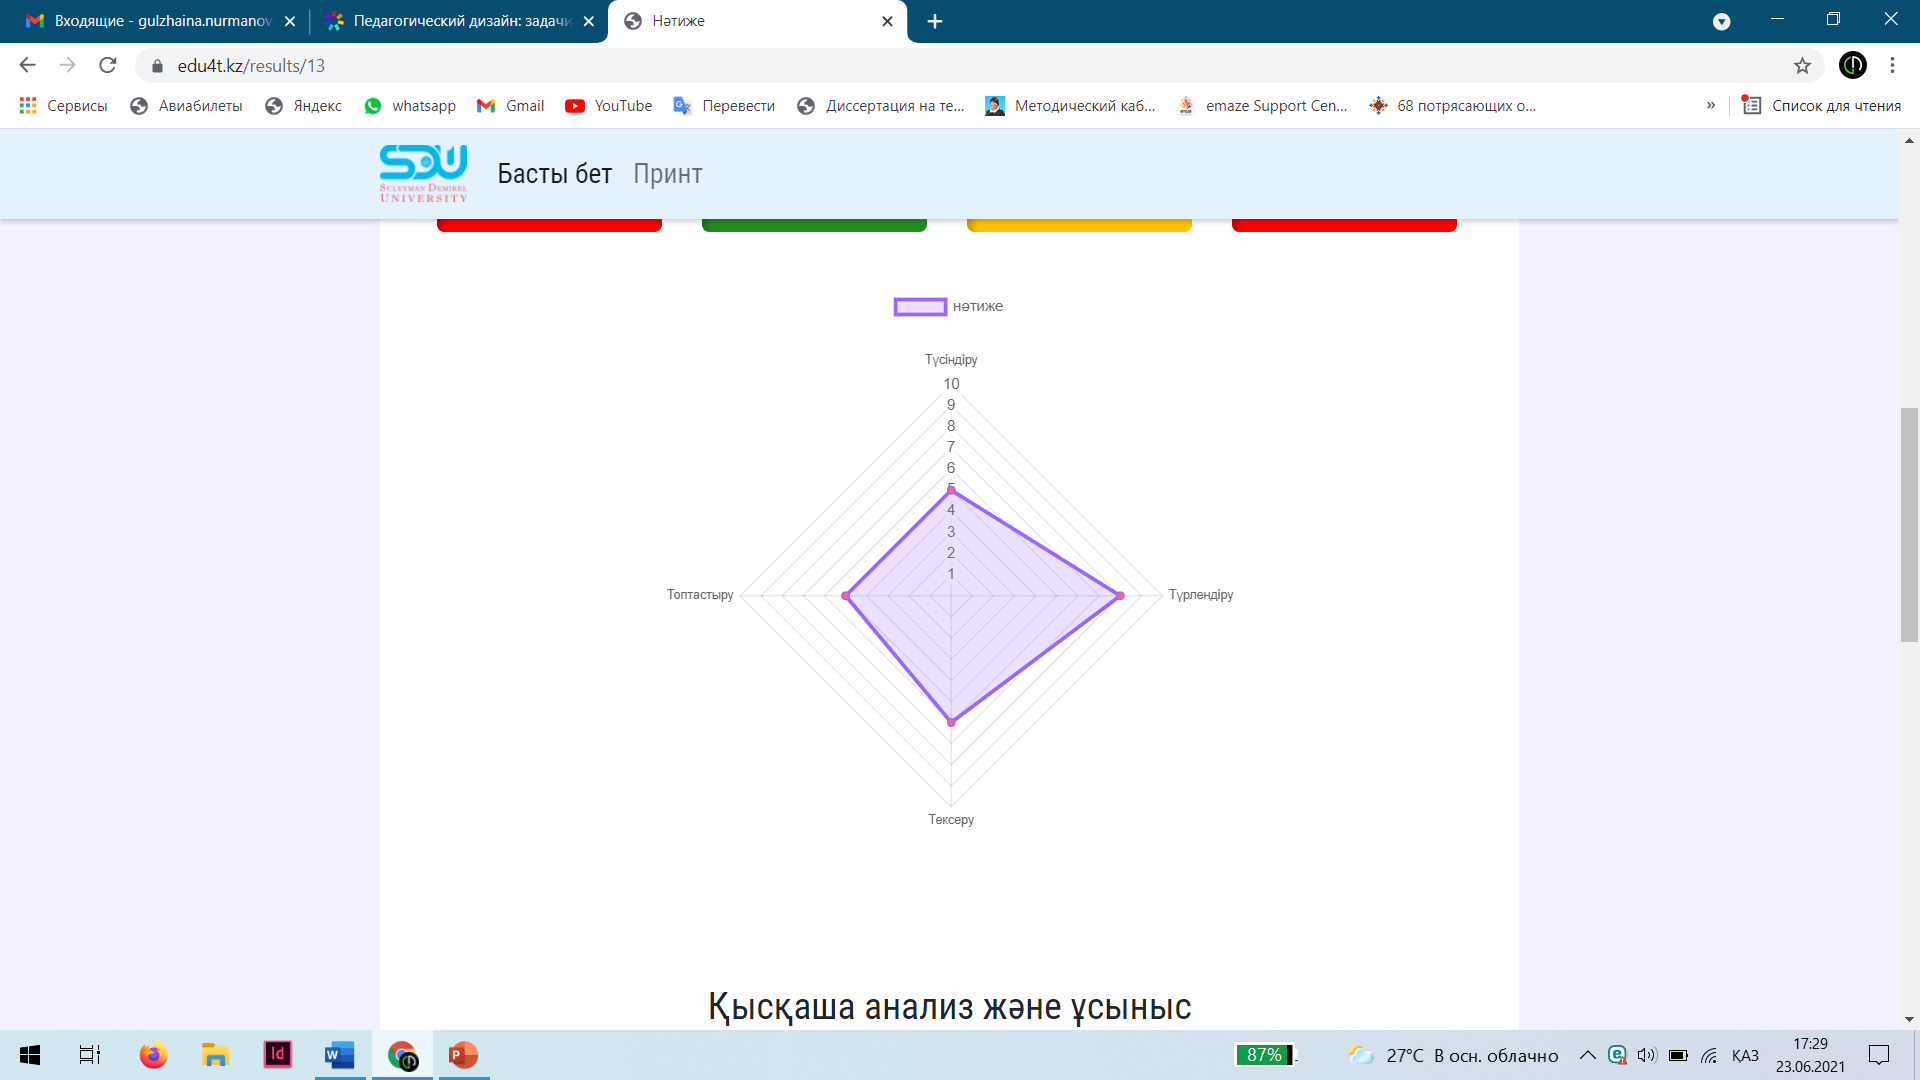 Входящие - gulzhaina.nurmanov
Педагогический дизайн: задачи
Нәтиже
edu4t.kz/results/13
Сервисы
Авиабилеты
Яндекс
whatsapp
Gmail
YouTube
Перевести
Диссертация на те...
Методический каб...
emaze Support Cen...
68 потрясающих о...
»
Список для чтения
SDU
SULEYMAN DEMIREL
UNIVERSITY
Басты бет
Принт
нәтиже
Түсіндіру
10
9
8
7
6
5
4
3
2
1
Топтастыру
Түрлендіру
Тексеру
Қысқаша анализ және ұсыныс
87%
27°C В осн. облачно
ҚАЗ
17:29
23.06.2021